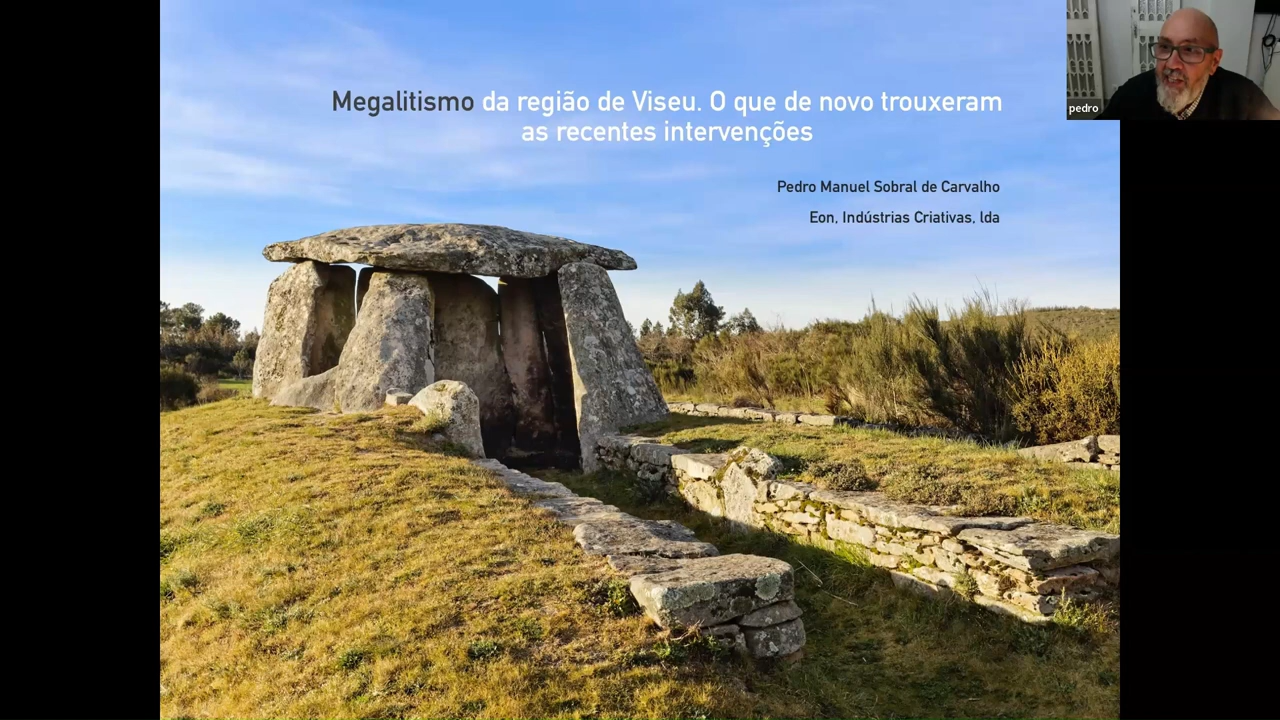 Megalitismo da região de Viseu. O que de novo trouxeram
as recentes intervenções
Pedro Manuel Sobral de Carvalho
Eon, Indústrias Criativas, lda
pedro